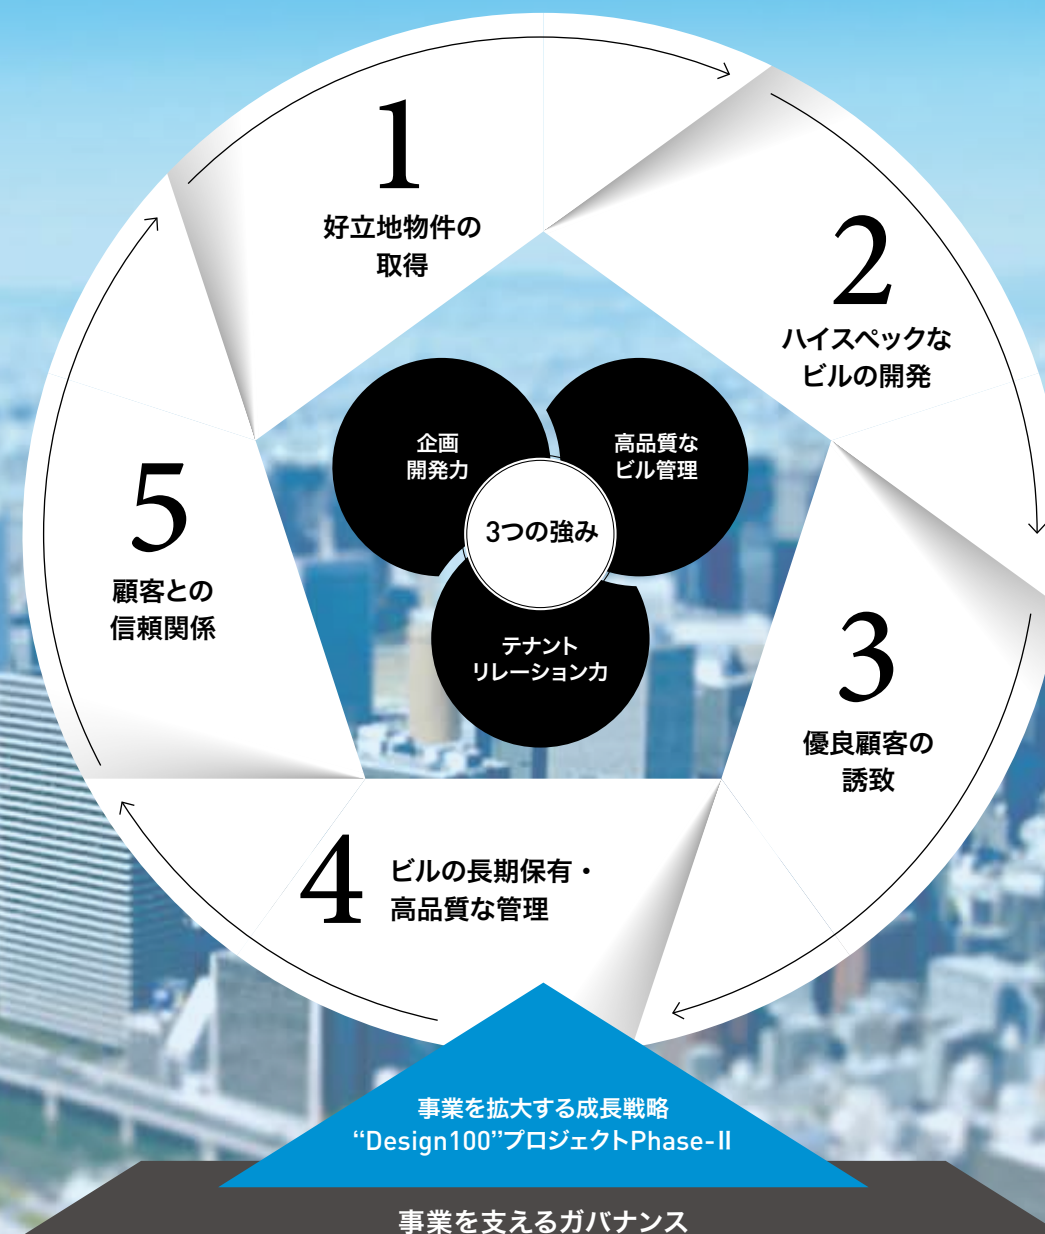 1
好立地物件の
取得
2
ハイスペックな
ビルの開発
3
優良顧客の
誘致
4
ビルの長期保有・
高品質な管理
5
顧客との
信頼関係
企画
開発力
高品質な
ビル管理
3つの強み
テナント
リレーション力
事業を拡大する成長戦略
“Design100”プロジェクトPhase-II
事業を支えるガバナンス